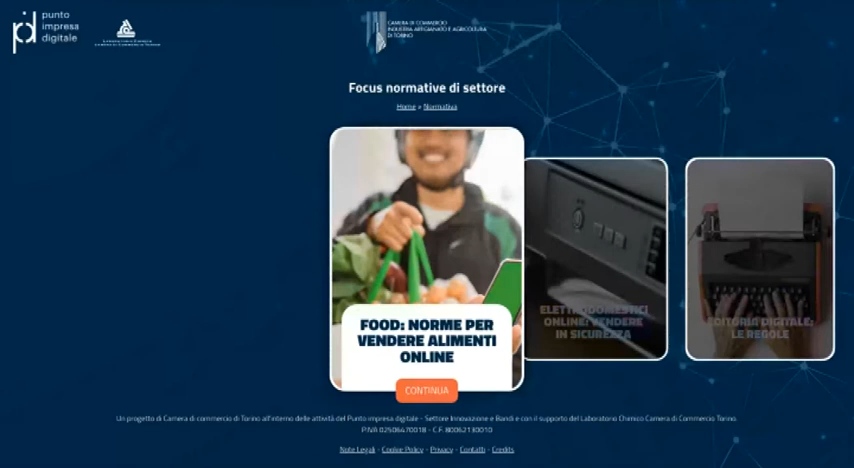 punto
impresa
digitale
CAMERA DI COMMERCIO
INDUSTRIA ARTIGIANATO E AGRICOLTURA
DI TORINO
Focus normative di settore
Home » Normativa
FOOD: NORME PER
VENDERE ALIMENTI
ONLINE
CONTINUA
ELETTRODOMESTICI
ONLINE: VENDERE
IN SICUREZZA
EDITORIA DIGITALE:
LE REGOLE
Un progetto di Camera di commercio di Torino all'interno delle attività del Punto impresa digitale - Settore Innovazione e Bandi e con il supporto del Laboratorio Chimico Camera di Commercio Torino.
P.IVA 02506470018 - C.F. 80062130010
Note Legali - Cookie Policy - Privacy - Contatti - Credits